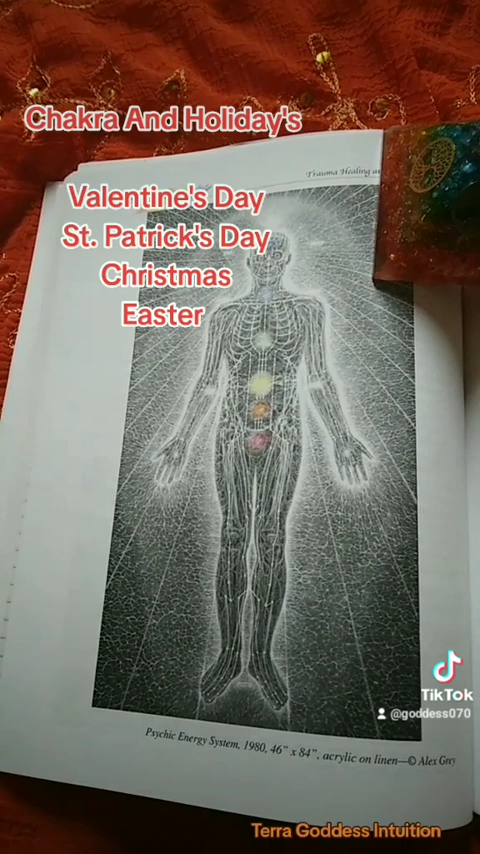 Chakra And Holiday's
Trauma Healing
Valentine's Day
St. Patrick's Day
Christmas
Easter
TikTok
@goddess070
Psychic Energy System, 1980, 46" x 84", acrylic on linen—© Alex Grey
Terra Goddess Intuition